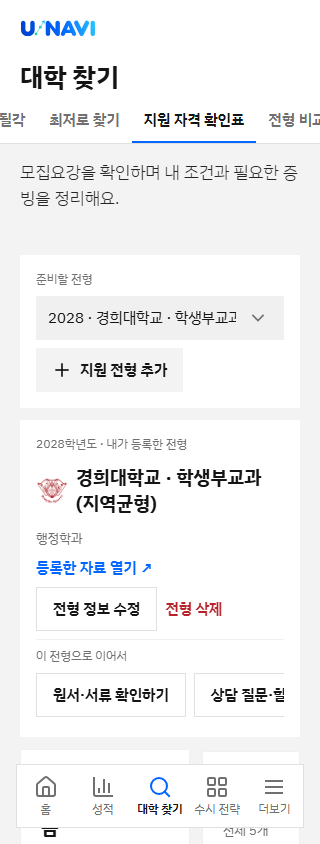 UNAVI
대학 찾기
될각 최저로 찾기 지원 자격 확인표 전형 비교
모집요강을 확인하며 내 조건과 필요한 증
빙을 정리해요.
준비할 전형
2028 · 경희대학교 · 학생부교과
+ 지원 전형 추가
2028학년도 · 내가 등록한 전형
경희대학교 · 학생부교과
(지역균형)
행정학과
등록한 자료 열기 ↗
전형 정보 수정 전형 삭제
이 전형으로 이어서
원서·서류 확인하기 상담 질문·할
홈 성적 대학 찾기 수시 전략 더보기
전체 5개